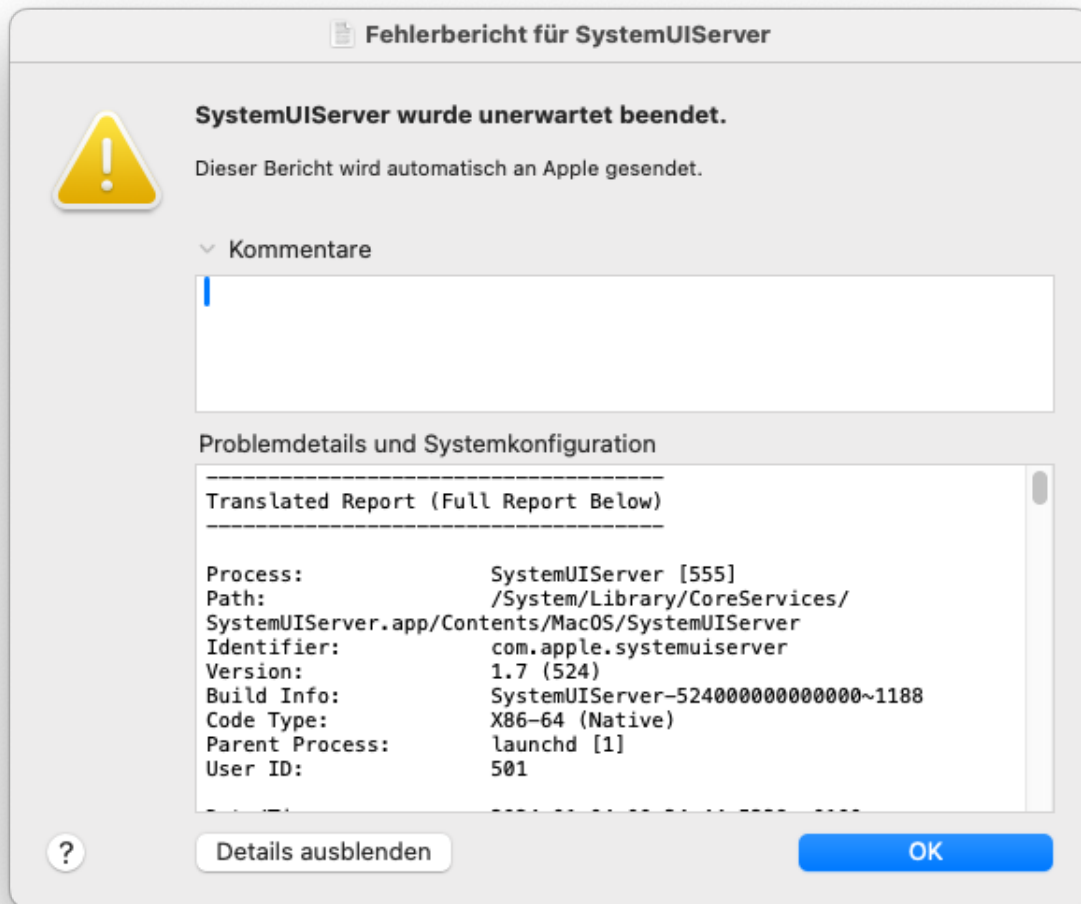 Fehlerbericht für SystemUIServer
SystemUIServer wurde unerwartet beendet.
Dieser Bericht wird automatisch an Apple gesendet.
Kommentare
Problemdetails und Systemkonfiguration
-------------------------------------
Translated Report (Full Report Below)
-------------------------------------
Process: SystemUIServer [555]
Path: /System/Library/CoreServices/
SystemUIServer.app/Contents/MacOS/SystemUIServer
Identifier: com.apple.systemuiserver
Version: 1.7 (524)
Build Info: SystemUIServer-524000000000000~1188
Code Type: X86-64 (Native)
Parent Process: launchd [1]
User ID: 501
?
Details ausblenden
OK